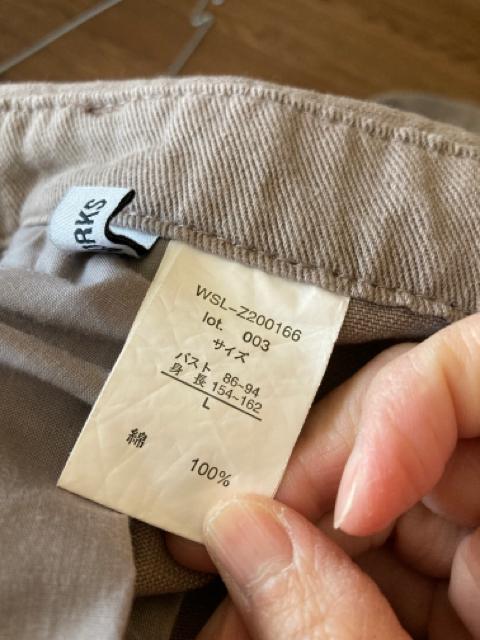 RKS
WSL-Z200166
lot. 003
サイズ
バスト 86~94
身長 154~162
L
綿 100%